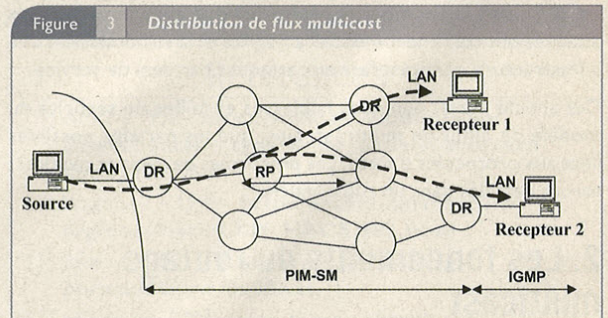 Figure 3 Distribution de flux multicast
LAN
DR
Recepteur 1
LAN
DR
RP
LAN
Source
DR
Recepteur 2
PIM-SM
IGMP